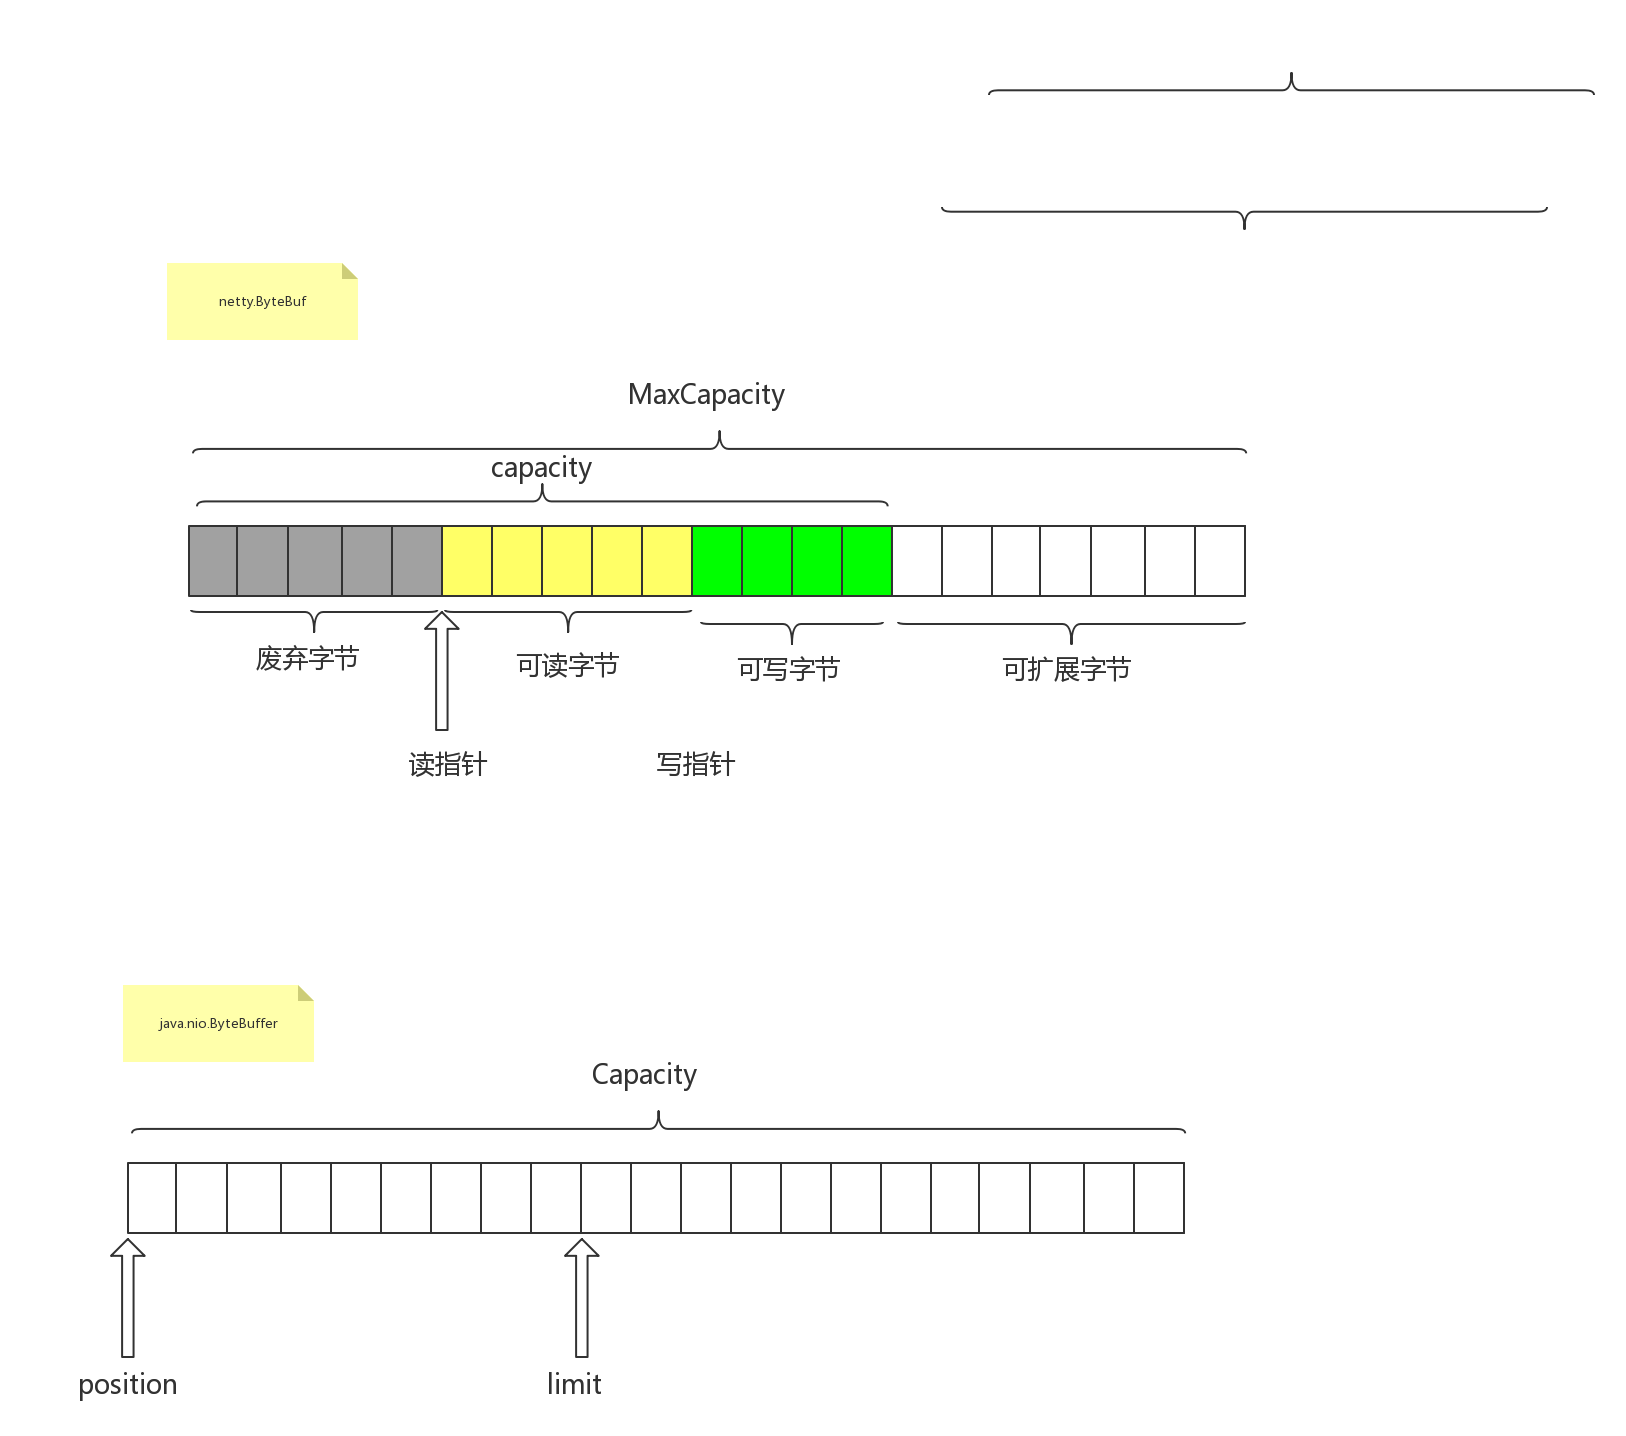 netty.ByteBuf
MaxCapacity
capacity
废弃字节
可读字节
可写字节
可扩展字节
读指针
写指针
java.nio.ByteBuffer
Capacity
position
limit